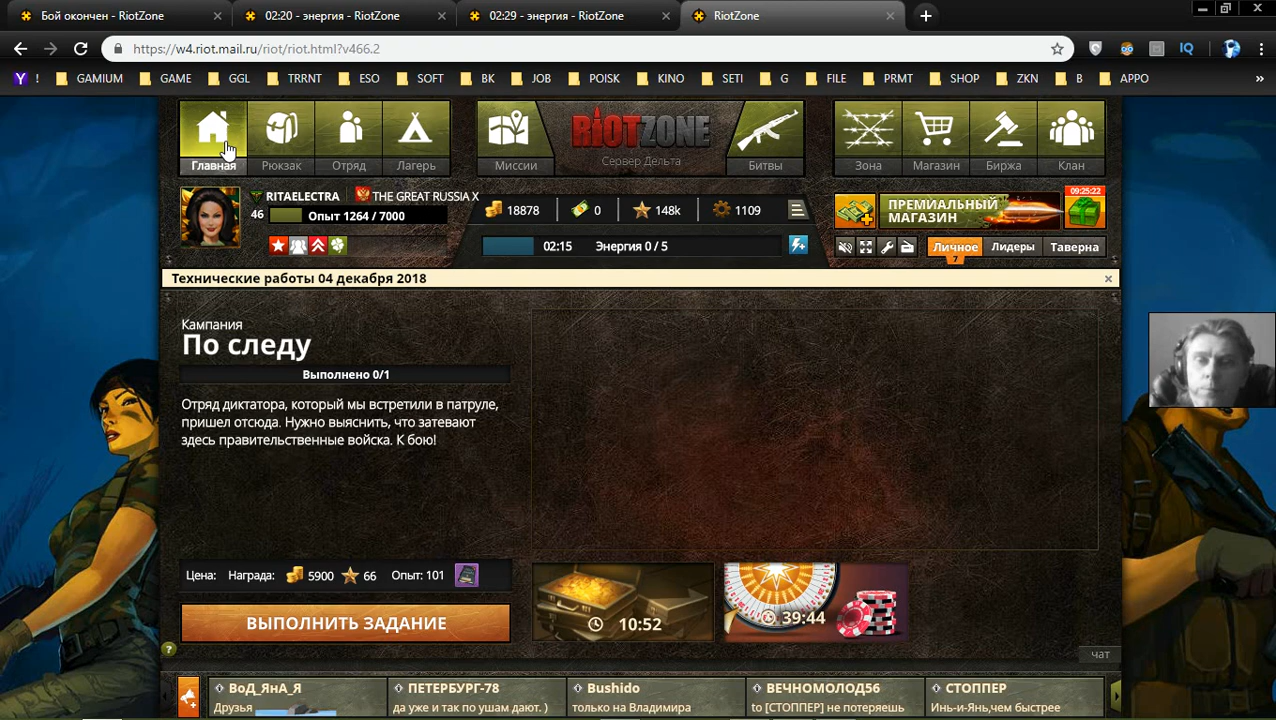 Бой окончен - RiotZone
02:20 - энергия - RiotZone
02:29 - энергия - RiotZone
RiotZone
https://w4.riot.mail.ru/riot/riot.html?v466.2
IQ
Y ! GAMIUM GAME GGL TRRNT ESO SOFT BK JOB POISK KINO SETI G FILE PRMT SHOP ZKN B APPO »
Главная Рюкзак Отряд Лагерь Миссии
RIOTZONE
Сервер Дельта
Битвы Зона Магазин Биржа Клан
RITAELECTRA THE GREAT RUSSIA X
46 Опыт 1264 / 7000
18878 0 148k 1109
02:15 Энергия 0 / 5
ПРЕМИАЛЬНЫЙ
МАГАЗИН
09:25:22
Личное Лидеры Таверна
7
Технические работы 04 декабря 2018
Кампания
По следу
Выполнено 0/1
Отряд диктатора, который мы встретили в патруле,
пришел отсюда. Нужно выяснить, что затевают
здесь правительственные войска. К бою!
Цена: Награда: 5900 66 Опыт: 101
ВЫПОЛНИТЬ ЗАДАНИЕ
10:52
39:44
?
чат
ВоД_ЯнА_Я
Друзья
ПЕТЕРБУРГ-78
да уже и так по ушам дают. )
Bushido
только на Владимира
ВЕЧНОМОЛОД56
to [СТОППЕР] не потеряешь
СТОППЕР
Инь-и-Янь,чем быстрее